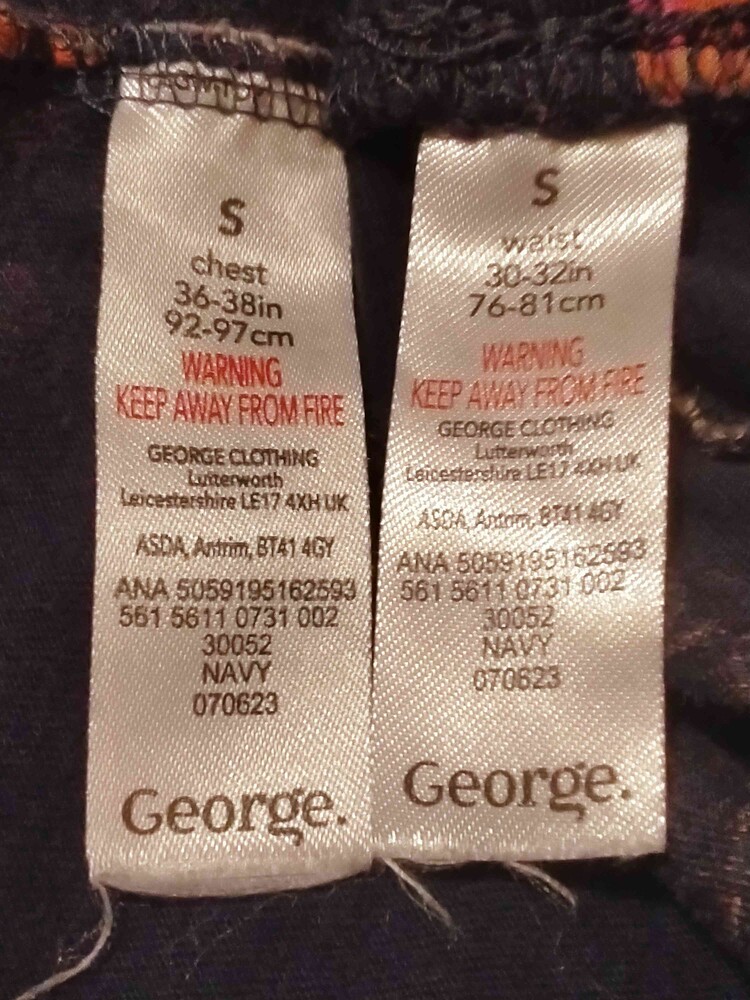 S
chest
36-38in
92-97cm
WARNING
KEEP AWAY FROM FIRE
GEORGE CLOTHING
Lutterworth
Leicestershire LE17 4XH UK
ASDA, Antrim, BT41 4GY
ANA 5059195162593
561 5611 0731 002
30052
NAVY
070623
George.
S
waist
30-32in
76-81cm
WARNING
KEEP AWAY FROM FIRE
GEORGE CLOTHING
Lutterworth
Leicestershire LE17 4XH UK
ASDA, Antrim, BT41 4GY
ANA 5059195162593
561 5611 0731 002
30052
NAVY
070623
George.